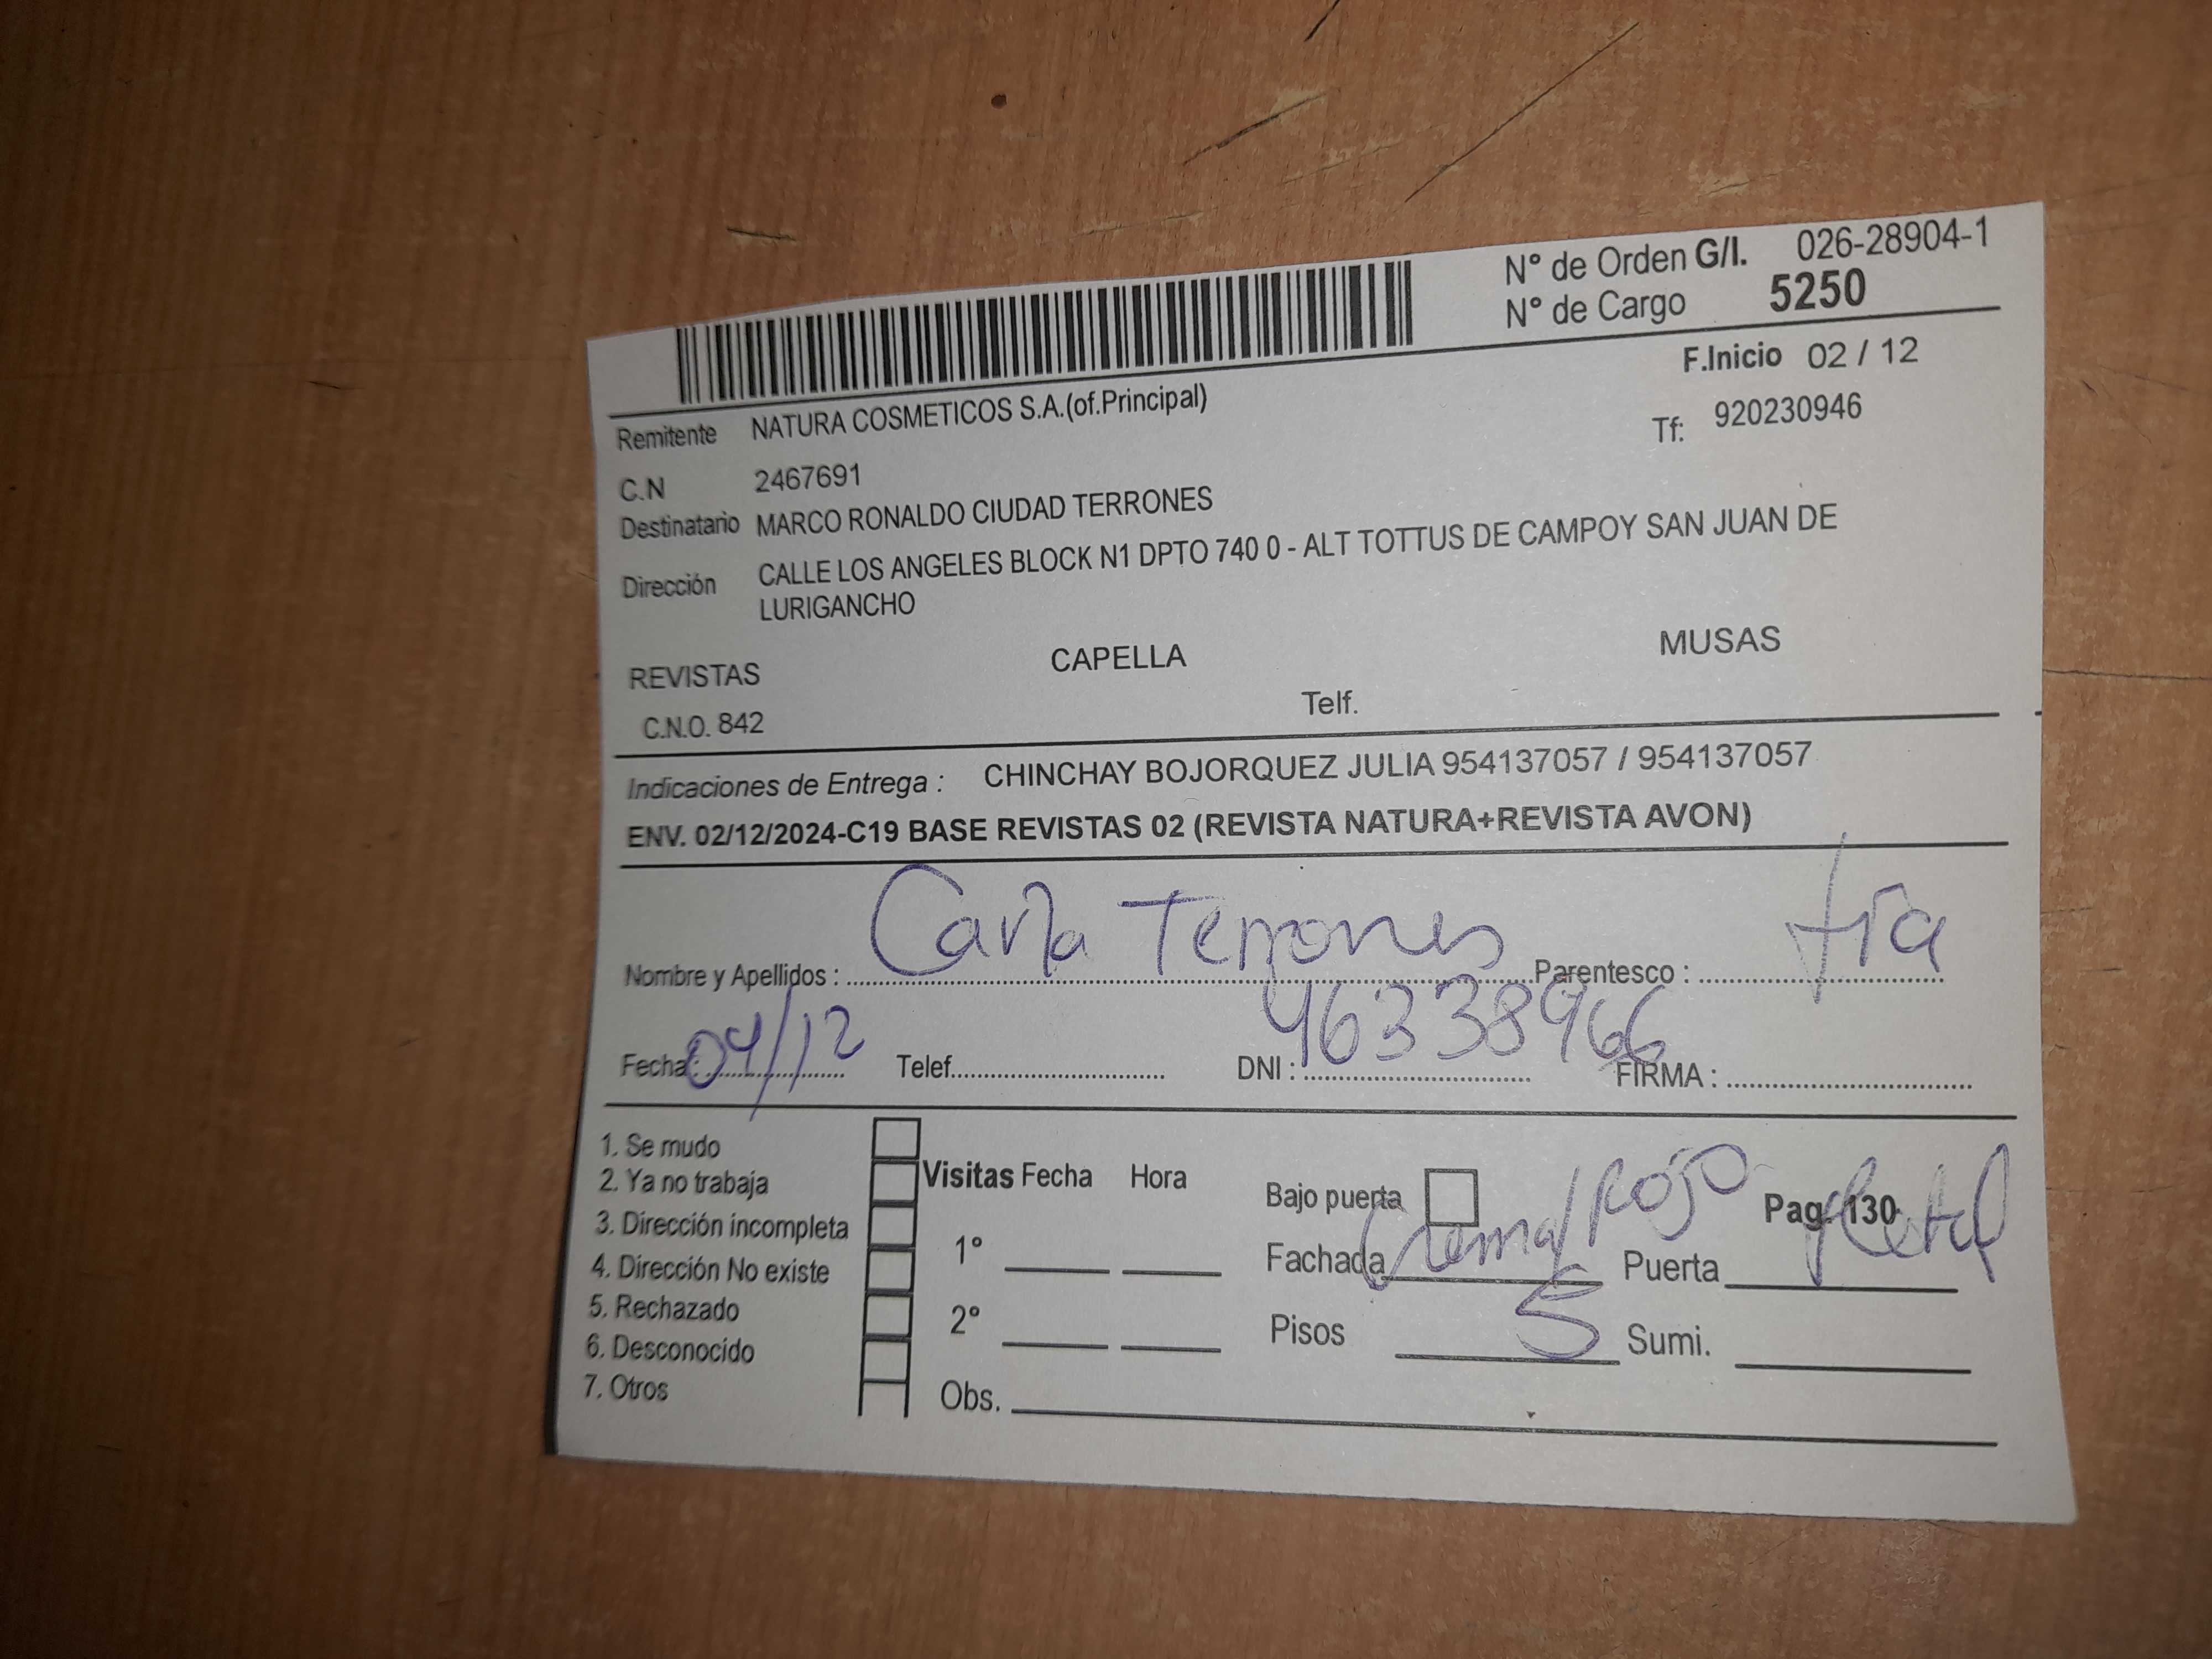 N° de Orden G/I. 026-28904-1
N° de Cargo 5250
F.Inicio 02 / 12
Remitente NATURA COSMETICOS S.A.(of.Principal)
Tf: 920230946
C.N 2467691
Destinatario MARCO RONALDO CIUDAD TERRONES
Dirección CALLE LOS ANGELES BLOCK N1 DPTO 740 0 - ALT TOTTUS DE CAMPOY SAN JUAN DE
LURIGANCHO
REVISTAS CAPELLA MUSAS
C.N.O. 842 Telf.
Indicaciones de Entrega : CHINCHAY BOJORQUEZ JULIA 954137057 / 954137057
ENV. 02/12/2024-C19 BASE REVISTAS 02 (REVISTA NATURA+REVISTA AVON)
Nombre y Apellidos : Carla Terrones Parentesco : tía
Fecha : 04/12 Telef. DNI : 46338966 FIRMA :
1. Se mudo
2. Ya no trabaja
3. Dirección incompleta
4. Dirección No existe
5. Rechazado
6. Desconocido
7. Otros
Visitas Fecha Hora
1°
2°
Obs.
Bajo puerta Pag. 130
Fachada Crema/Rojo Puerta
Pisos 5 Sumi.